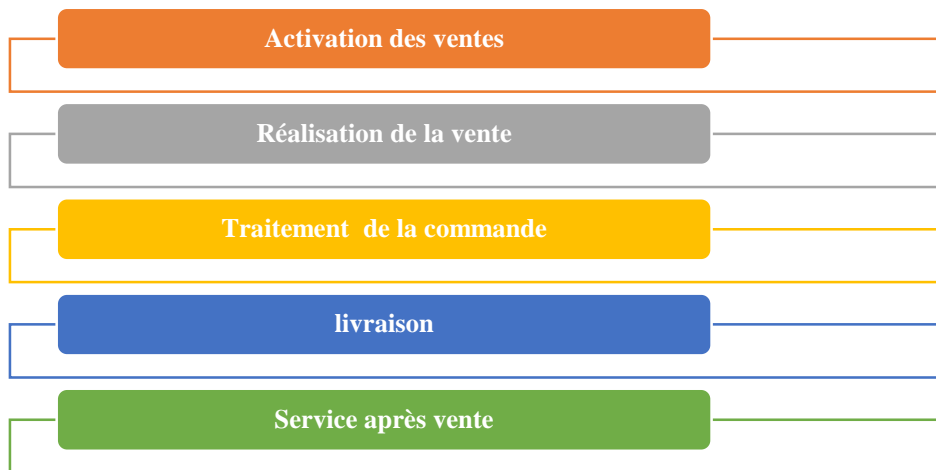 Activation des ventes
Réalisation de la vente
Traitement de la commande
livraison
Service après vente